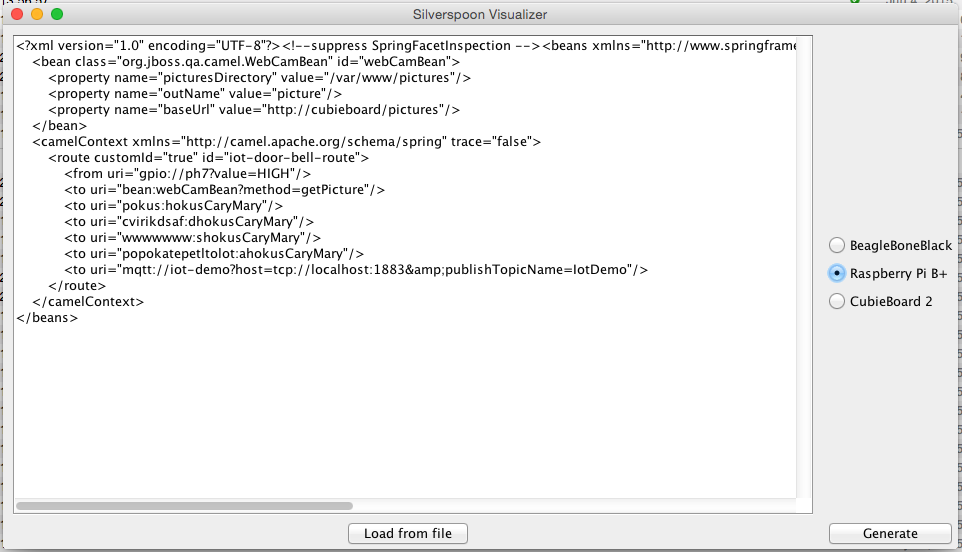 Silverspoon Visualizer
<?xml version="1.0" encoding="UTF-8"?><!--suppress SpringFacetInspection --><beans xmlns="http://www.springframe
<bean class="org.jboss.qa.camel.WebCamBean" id="webCamBean">
<property name="picturesDirectory" value="/var/www/pictures"/>
<property name="outName" value="picture"/>
<property name="baseUrl" value="http://cubieboard/pictures"/>
</bean>
<camelContext xmlns="http://camel.apache.org/schema/spring" trace="false">
<route customId="true" id="iot-door-bell-route">
<from uri="gpio://ph7?value=HIGH"/>
<to uri="bean:webCamBean?method=getPicture"/>
<to uri="pokus:hokusCaryMary"/>
<to uri="cvirikdsaf:dhokusCaryMary"/>
<to uri="wwwwwww:shokusCaryMary"/>
<to uri="popokatepetltolot:ahokusCaryMary"/>
<to uri="mqtt://iot-demo?host=tcp://localhost:1883&amp;publishTopicName=IotDemo"/>
</route>
</camelContext>
</beans>
BeagleBoneBlack
Raspberry Pi B+
CubieBoard 2
Load from file
Generate